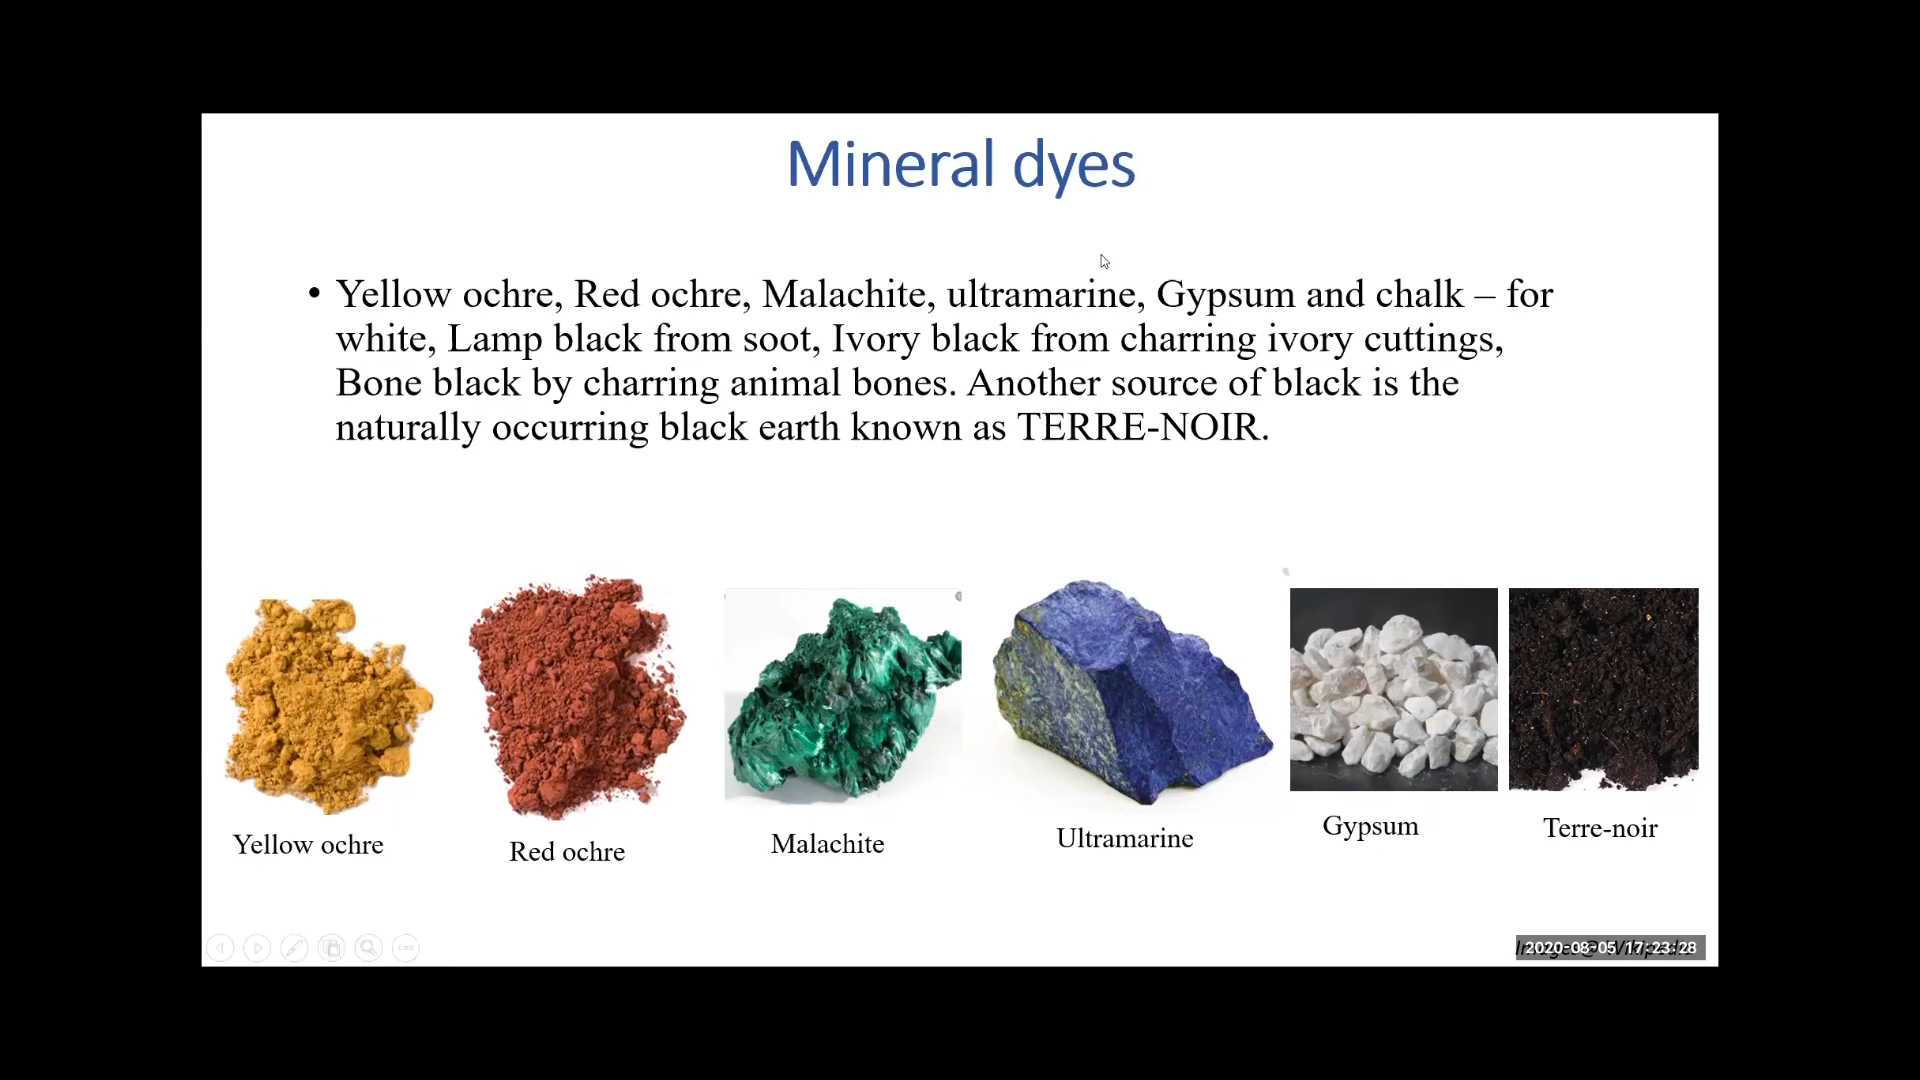 Mineral dyes
• Yellow ochre, Red ochre, Malachite, ultramarine, Gypsum and chalk – for
white, Lamp black from soot, Ivory black from charring ivory cuttings,
Bone black by charring animal bones. Another source of black is the
naturally occurring black earth known as TERRE-NOIR.
Yellow ochre
Red ochre
Malachite
Ultramarine
Gypsum
Terre-noir
2020-08-05 17:23:28